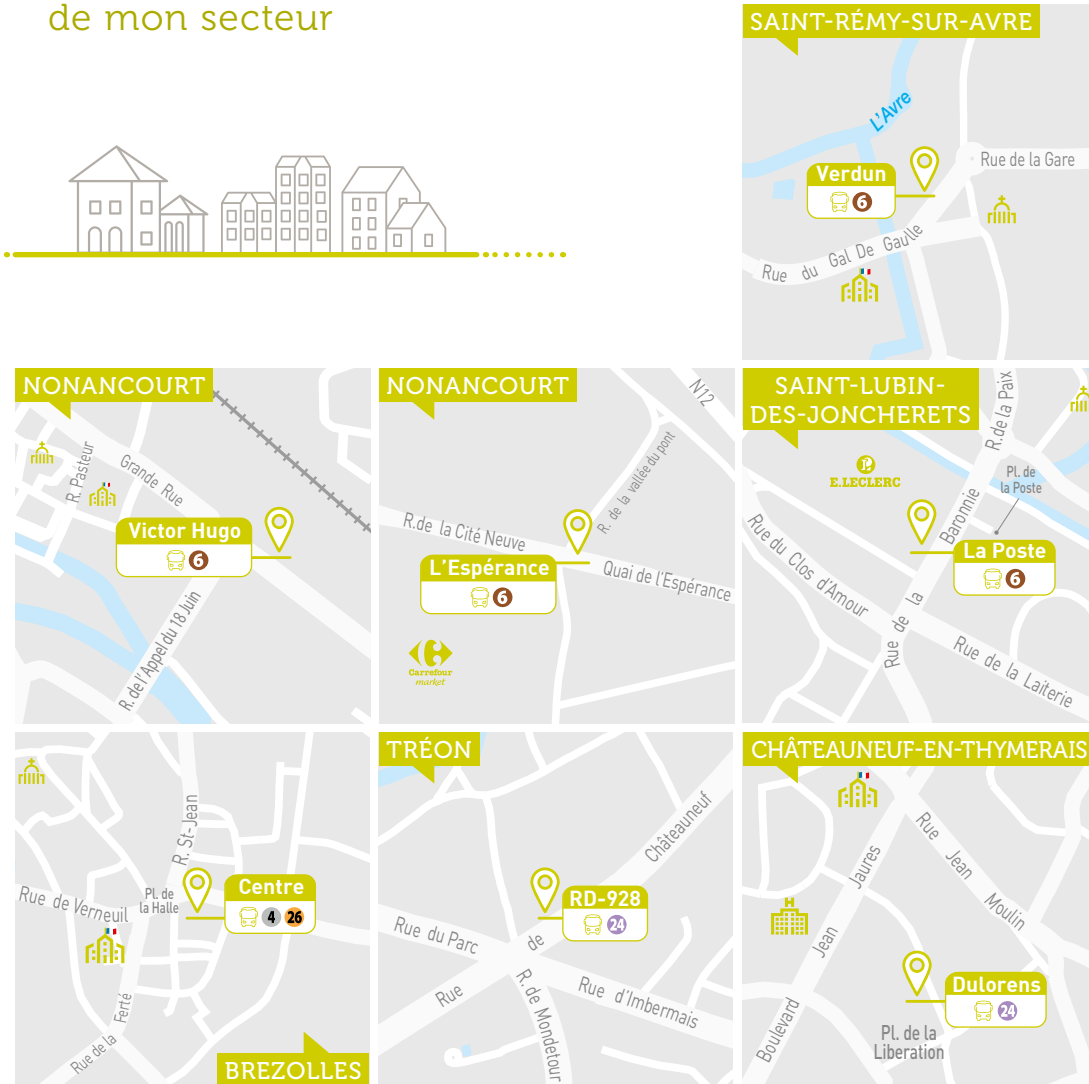 de mon secteur
SAINT-RÉMY-SUR-AVRE
L'Avre
Rue de la Gare
Verdun
6
Rue du Gal De Gaulle
NONANCOURT
R. Pasteur
Grande Rue
Victor Hugo
6
R. de l'Appel du 18 Juin
NONANCOURT
N12
R. de la vallée du pont
R.de la Cité Neuve
L'Espérance
6
Quai de l'Espérance
Carrefour
market
SAINT-LUBIN-
DES-JONCHERETS
R.de la Paix
E.LECLERC
Pl. de
la Poste
Rue de la Baronnie
La Poste
6
Rue du Clos d'Amour
Rue de la Laiterie
R. St-Jean
Rue de Verneuil
Pl. de
la Halle
Centre
4 26
Rue de la Ferté
BREZOLLES
TRÉON
Rue de Châteauneuf
RD-928
24
Rue du Parc
R. de Mondetour
Rue d'Imbermais
CHÂTEAUNEUF-EN-THYMERAIS
Rue Jean Moulin
Boulevard Jean Jaures
H
Dulorens
24
Pl. de la
Liberation